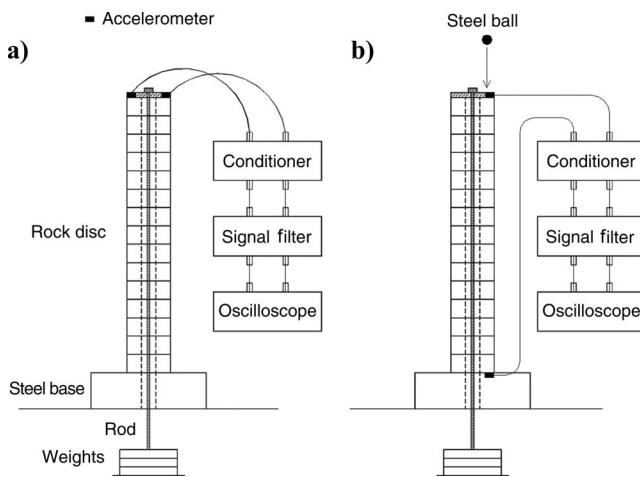 Accelerometer
a)
Conditioner
Rock disc
Signal filter
Oscilloscope
Steel base
Rod
Weights
b)
Steel ball
Conditioner
Signal filter
Oscilloscope